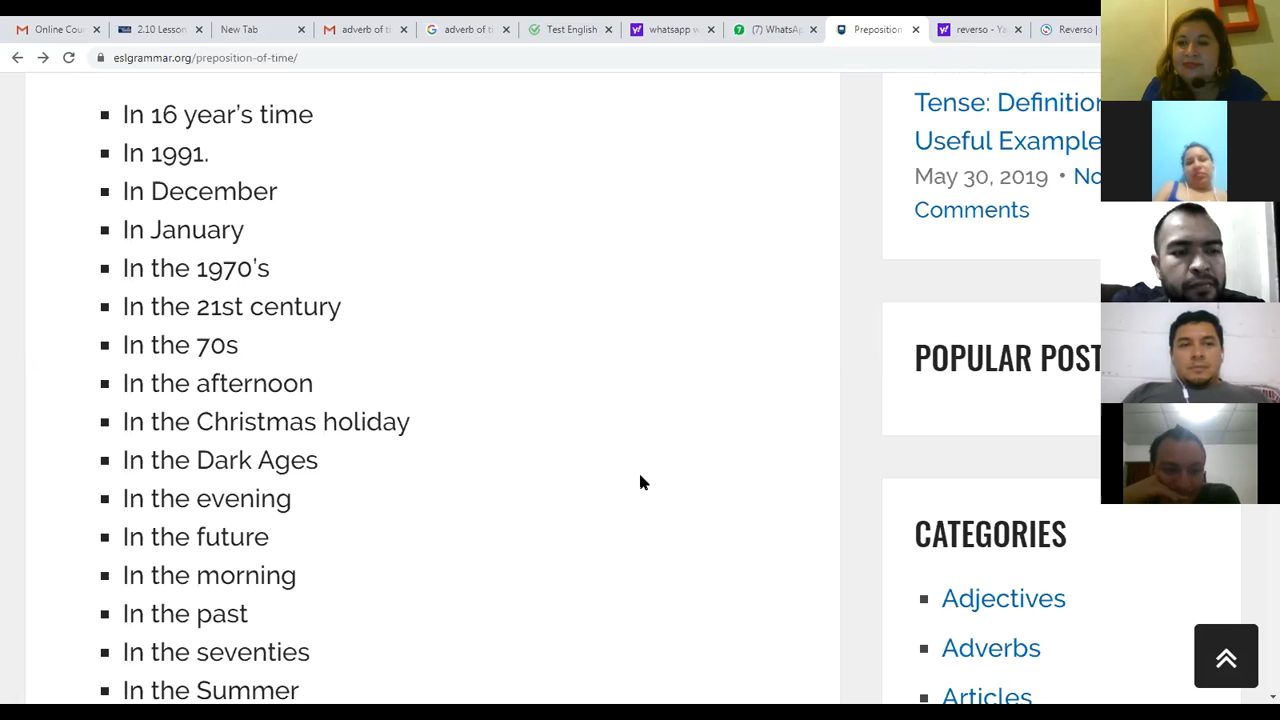 Online Cou
2.10 Lesson
New Tab
adverb of t
adverb of ti
Test English
whatsapp w
(7) WhatsA
Preposition
reverso - Ya
Reverso |
eslgrammar.org/preposition-of-time/
In 16 year’s time
In 1991.
In December
In January
In the 1970’s
In the 21st century
In the 70s
In the afternoon
In the Christmas holiday
In the Dark Ages
In the evening
In the future
In the morning
In the past
In the seventies
In the Summer
Tense: Definition
Useful Example
May 30, 2019 • No
Comments
POPULAR POST
CATEGORIES
Adjectives
Adverbs
Articles